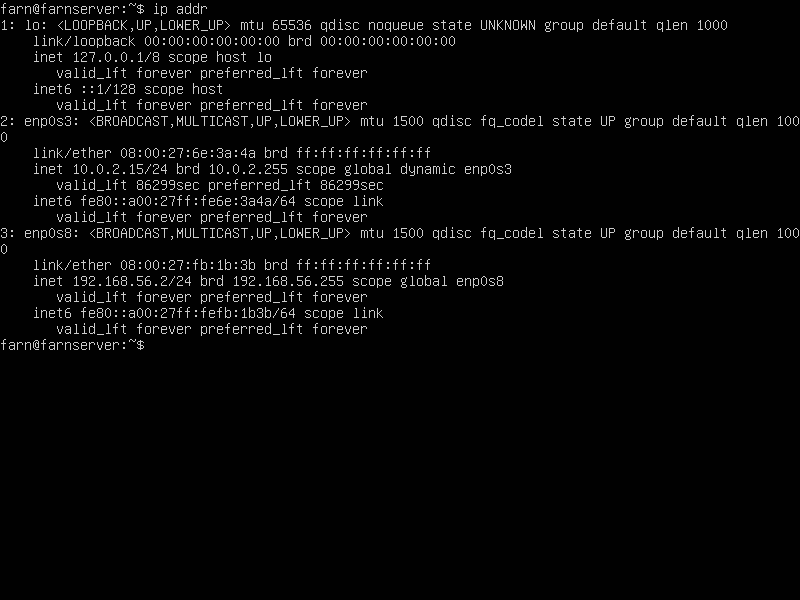 farn@farnserver:~$ ip addr
1: lo: <LOOPBACK,UP,LOWER_UP> mtu 65536 qdisc noqueue state UNKNOWN group default qlen 1000
    link/loopback 00:00:00:00:00:00 brd 00:00:00:00:00:00
    inet 127.0.0.1/8 scope host lo
       valid_lft forever preferred_lft forever
    inet6 ::1/128 scope host
       valid_lft forever preferred_lft forever
2: enp0s3: <BROADCAST,MULTICAST,UP,LOWER_UP> mtu 1500 qdisc fq_codel state UP group default qlen 100
0
    link/ether 08:00:27:6e:3a:4a brd ff:ff:ff:ff:ff:ff
    inet 10.0.2.15/24 brd 10.0.2.255 scope global dynamic enp0s3
       valid_lft 86299sec preferred_lft 86299sec
    inet6 fe80::a00:27ff:fe6e:3a4a/64 scope link
       valid_lft forever preferred_lft forever
3: enp0s8: <BROADCAST,MULTICAST,UP,LOWER_UP> mtu 1500 qdisc fq_codel state UP group default qlen 100
0
    link/ether 08:00:27:fb:1b:3b brd ff:ff:ff:ff:ff:ff
    inet 192.168.56.2/24 brd 192.168.56.255 scope global enp0s8
       valid_lft forever preferred_lft forever
    inet6 fe80::a00:27ff:fefb:1b3b/64 scope link
       valid_lft forever preferred_lft forever
farn@farnserver:~$